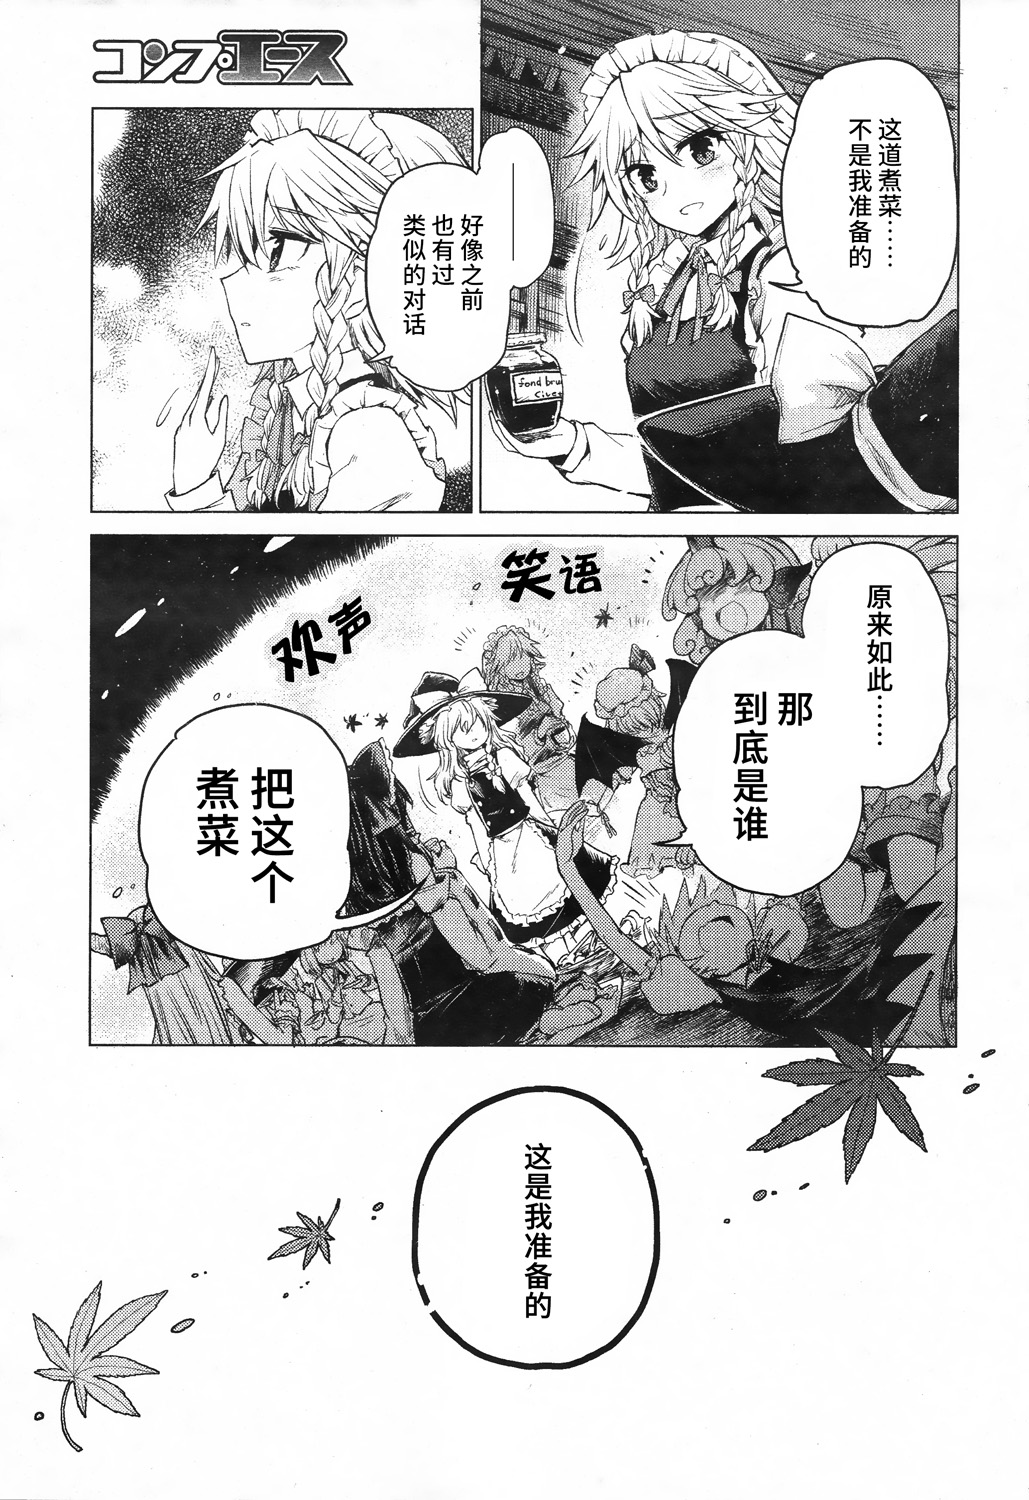 コンプ・エース
这道煮菜……
不是我准备的
fond bru
Cives
——
好像之前
也有过
类似的对话
原来如此……
那
到底是谁
笑语
欢声
把这个
煮菜
这是我准备的